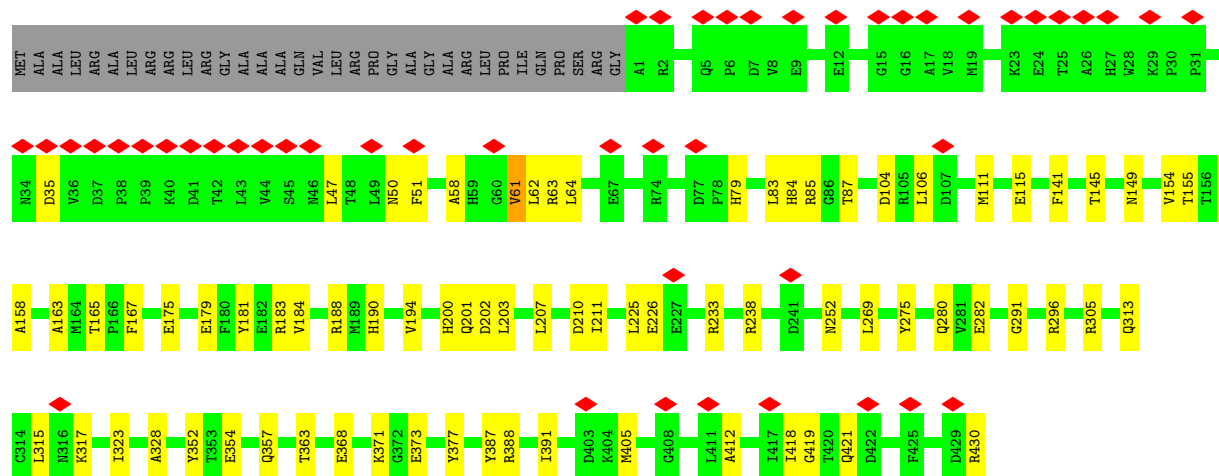 MET ALA ALA LEU ARG ALA LEU ARG ARG LEU ARG GLY ALA ALA ALA GLN VAL LEU ARG PRO GLY ALA GLY ALA ARG LEU PRO ILE GLN PRO SER ARG GLY A1 R2 Q5 P6 D7 V8 E9 E12 G15 G16 A17 V18 M19 K23 E24 T25 A26 H27 W28 K29 P30 P31
N34 D35 V36 D37 P38 P39 K40 D41 T42 L43 V44 S45 N46 L47 T48 L49 N50 F51 A58 H59 G60 V61 L62 R63 L64 E67 R74 D77 P78 H79 L83 H84 R85 G86 T87 D104 R105 L106 D107 M111 E115 F141 T145 N149 V154 T155 T156
A158 A163 M164 T165 P166 F167 E175 E179 F180 Y181 E182 R183 V184 R188 M189 H190 V194 H200 Q201 D202 L203 L207 D210 I211 L225 E226 E227 R233 R238 D241 N252 L269 Y275 Q280 V281 E282 G291 R296 R305 Q313
C314 L315 N316 K317 I323 A328 Y352 T353 E354 Q357 T363 E368 K371 G372 E373 Y377 Y387 R388 I391 D403 K404 M405 G408 L411 A412 I417 I418 G419 T420 Q421 D422 F425 D429 R430